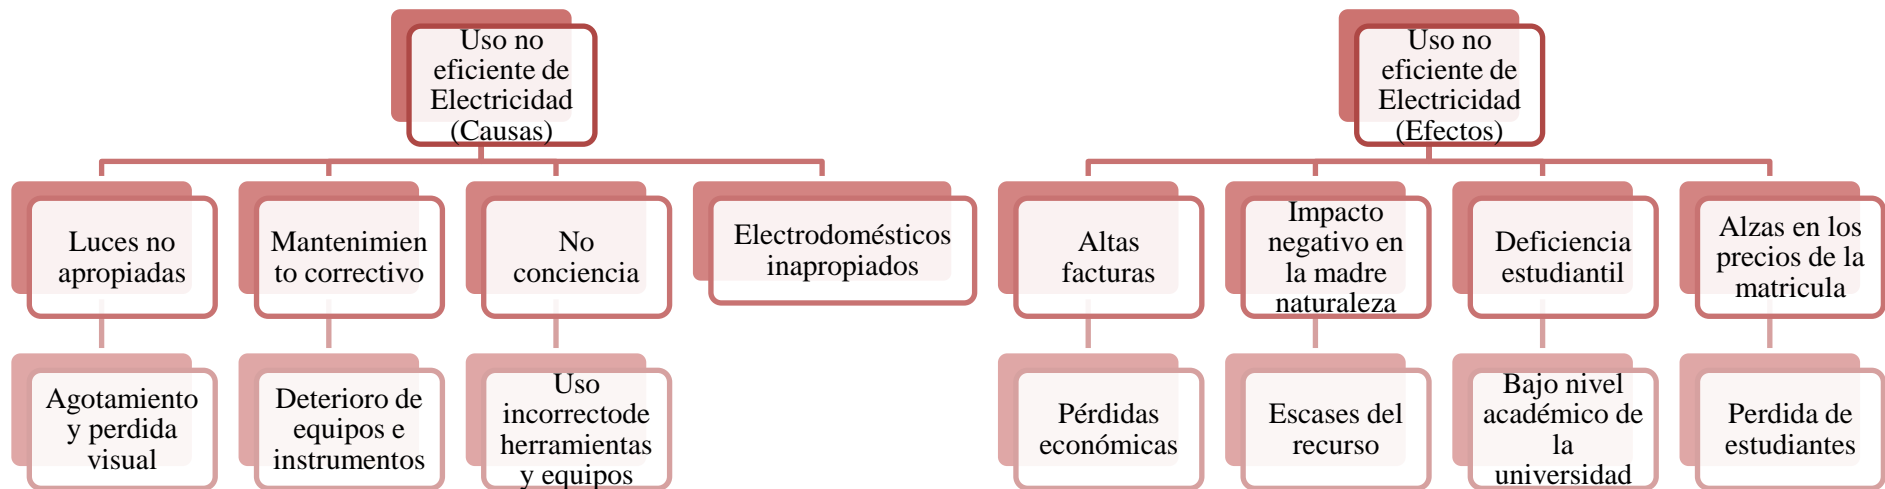 Uso no
eficiente de
Electricidad
(Causas)
Luces no
apropiadas
Agotamiento
y perdida
visual
Mantenimien
to correctivo
Deterioro de
equipos e
instrumentos
No
conciencia
Uso
incorrectode
herramientas
y equipos
Electrodomésticos
inapropiados
Uso no
eficiente de
Electricidad
(Efectos)
Altas
facturas
Pérdidas
económicas
Impacto
negativo en
la madre
naturaleza
Escases del
recurso
Deficiencia
estudiantil
Bajo nivel
académico de
la
universidad
Alzas en los
precios de la
matricula
Perdida de
estudiantes